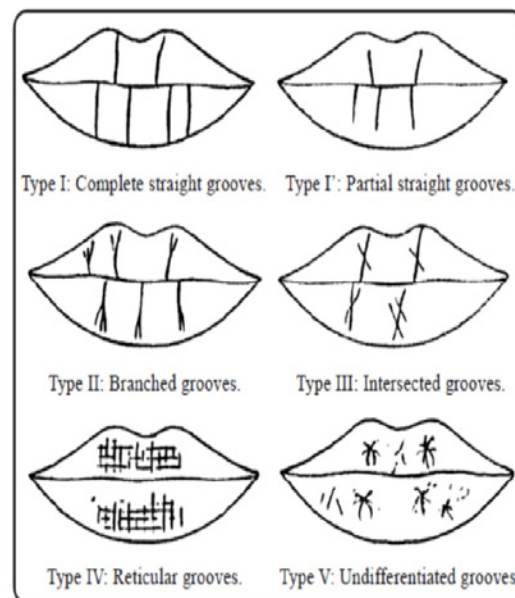 Type I: Complete straight grooves.
Type I': Partial straight grooves.
Type II: Branched grooves.
Type III: Intersected grooves.
Type IV: Reticular grooves.
Type V: Undifferentiated grooves